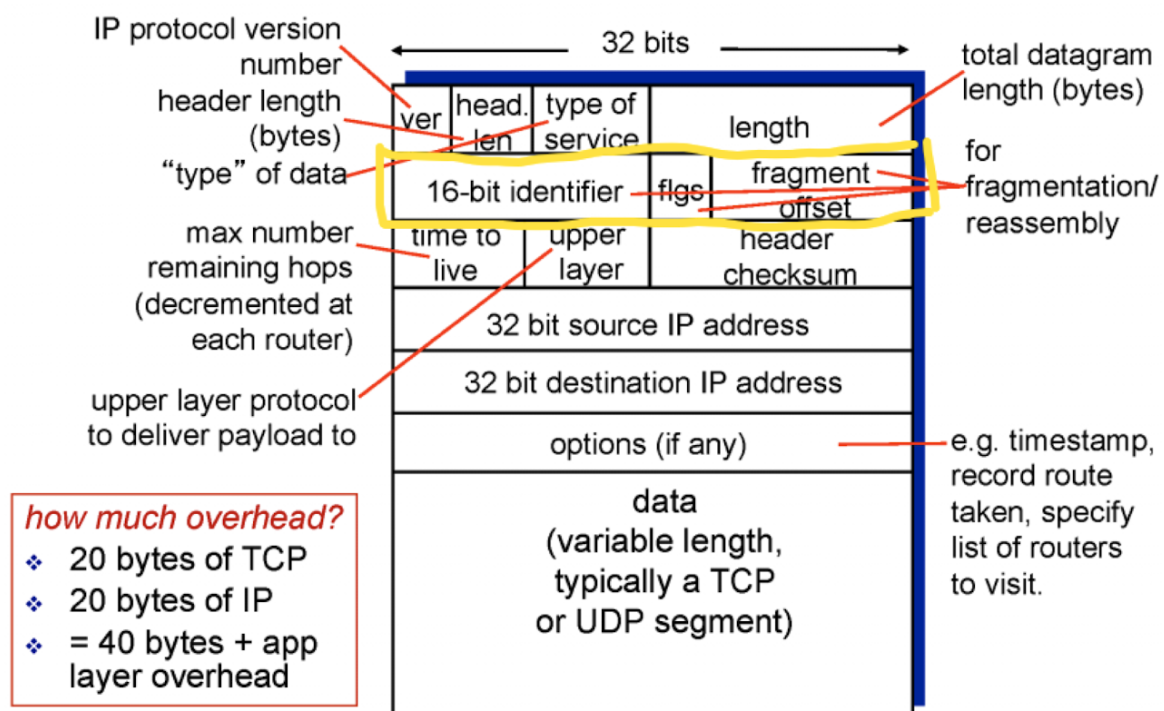 IP protocol version
number
header length
(bytes)
“type” of data
max number
remaining hops
(decremented at
each router)
upper layer protocol
to deliver payload to
how much overhead?
❖ 20 bytes of TCP
❖ 20 bytes of IP
❖ = 40 bytes + app
layer overhead
32 bits
ver
head.
len
type of
service
length
16-bit identifier
flgs
fragment
offset
time to
live
upper
layer
header
checksum
32 bit source IP address
32 bit destination IP address
options (if any)
data
(variable length,
typically a TCP
or UDP segment)
total datagram
length (bytes)
for
fragmentation/
reassembly
e.g. timestamp,
record route
taken, specify
list of routers
to visit.